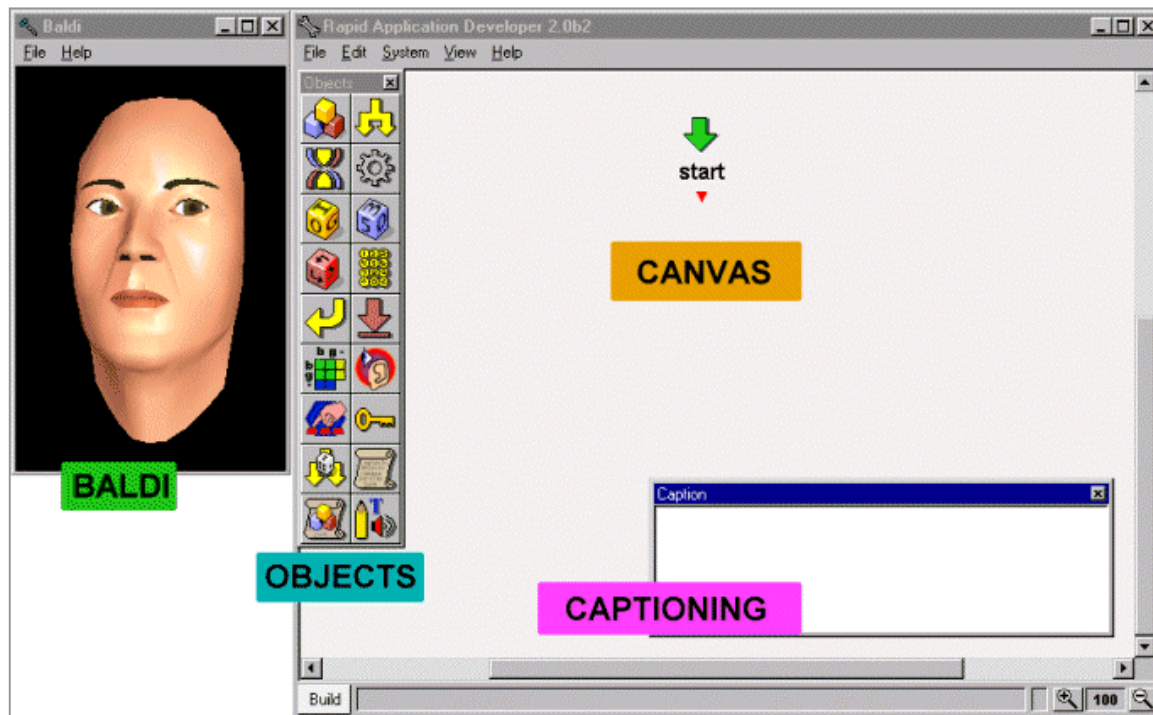 Baldi
File Help
BALDI
Rapid Application Developer 2.0b2
File Edit System View Help
Objects
OBJECTS
start
CANVAS
Caption
CAPTIONING
Build
100